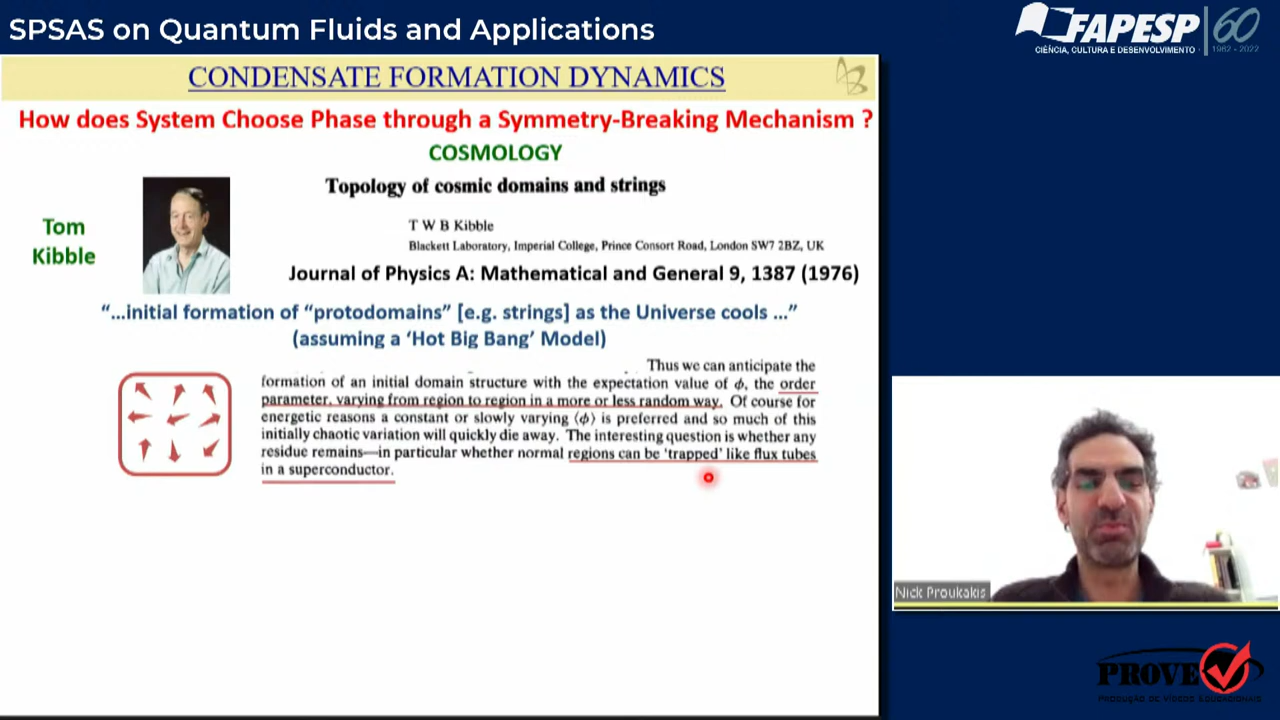 SPSAS on Quantum Fluids and Applications
FAPESP 60
CIÊNCIA, CULTURA E DESENVOLVIMENTO 1962 - 2022
CONDENSATE FORMATION DYNAMICS
How does System Choose Phase through a Symmetry-Breaking Mechanism ?
COSMOLOGY
Topology of cosmic domains and strings
Tom
Kibble
T W B Kibble
Blackett Laboratory, Imperial College, Prince Consort Road, London SW7 2BZ, UK
Journal of Physics A: Mathematical and General 9, 1387 (1976)
“...initial formation of “protodomains” [e.g. strings] as the Universe cools ...”
(assuming a ‘Hot Big Bang’ Model)
Thus we can anticipate the
formation of an initial domain structure with the expectation value of ϕ, the order
parameter, varying from region to region in a more or less random way. Of course for
energetic reasons a constant or slowly varying ⟨ϕ⟩ is preferred and so much of this
initially chaotic variation will quickly die away. The interesting question is whether any
residue remains—in particular whether normal regions can be ‘trapped’ like flux tubes
in a superconductor.
Nick Proukakis
PROVE
PRODUÇÃO DE VÍDEOS EDUCACIONAIS